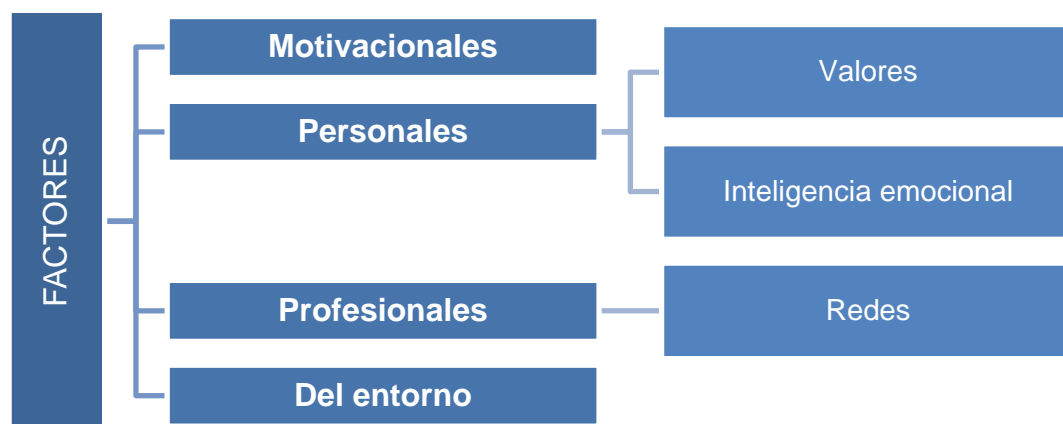 FACTORES
Motivacionales
Personales
Valores
Inteligencia emocional
Profesionales
Redes
Del entorno